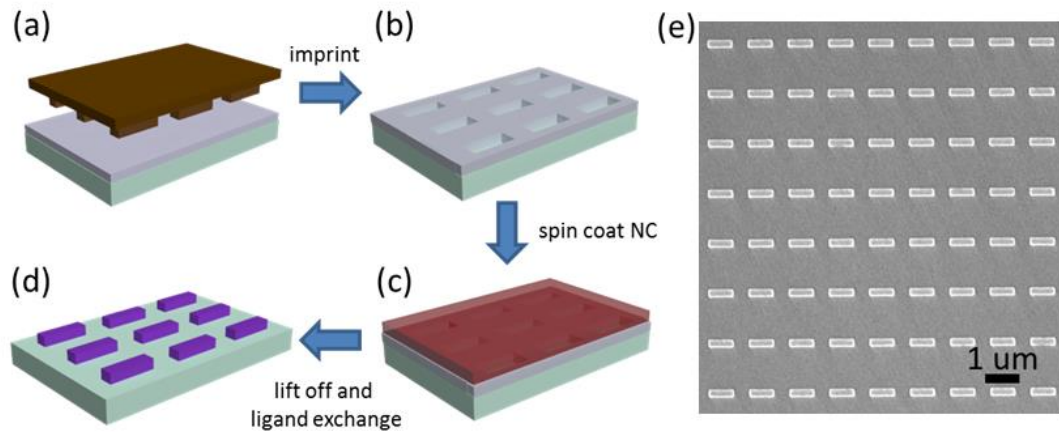 (a)
imprint
(b)
spin coat NC
(c)
lift off and
ligand exchange
(d)
(e)
1 um